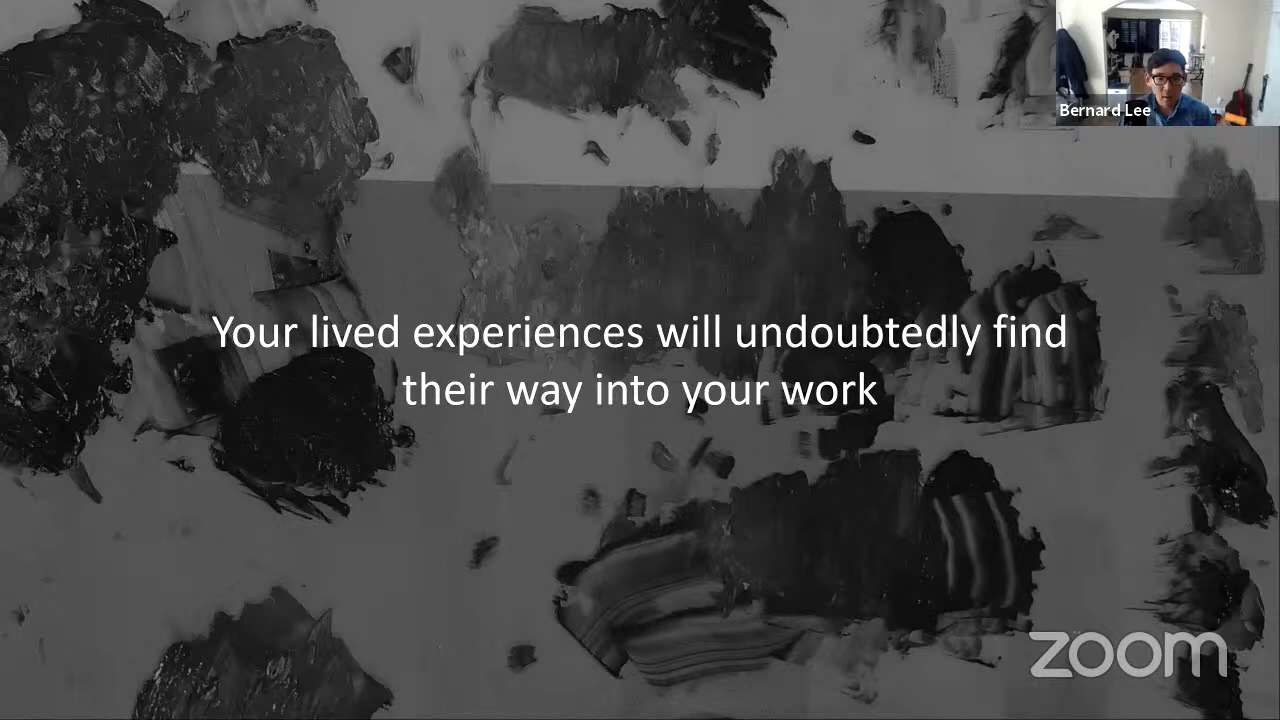 Bernard Lee
Your lived experiences will undoubtedly find
their way into your work
zoom